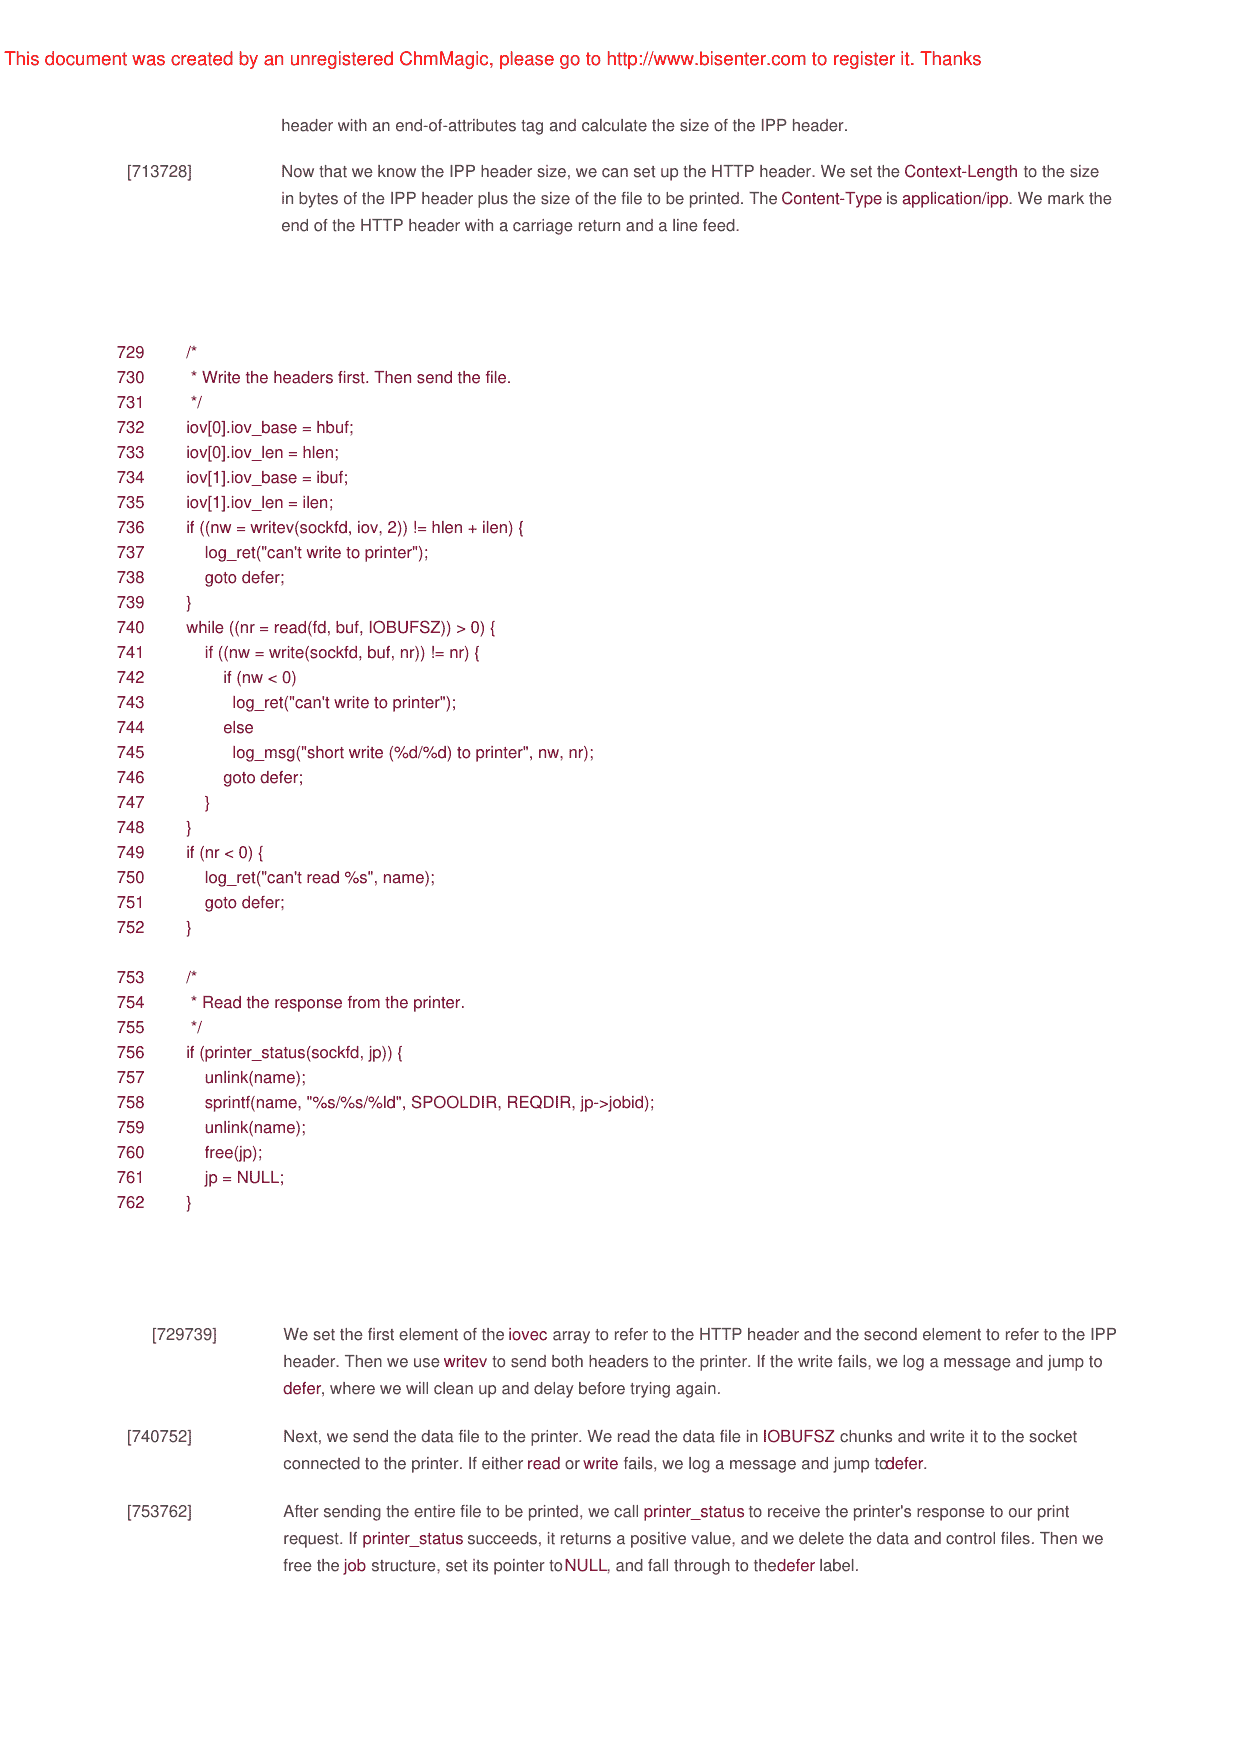 This document was created by an unregistered ChmMagic, please go to http://www.bisenter.com to register it. Thanks
header with an end-of-attributes tag and calculate the size of the IPP header.
[713728] Now that we know the IPP header size, we can set up the HTTP header. We set the Context-Length to the size
in bytes of the IPP header plus the size of the file to be printed. The Content-Type is application/ipp. We mark the
end of the HTTP header with a carriage return and a line feed.
729 /*
730 * Write the headers first. Then send the file.
731 */
732 iov[0].iov_base = hbuf;
733 iov[0].iov_len = hlen;
734 iov[1].iov_base = ibuf;
735 iov[1].iov_len = ilen;
736 if ((nw = writev(sockfd, iov, 2)) != hlen + ilen) {
737 log_ret("can't write to printer");
738 goto defer;
739 }
740 while ((nr = read(fd, buf, IOBUFSZ)) > 0) {
741 if ((nw = write(sockfd, buf, nr)) != nr) {
742 if (nw < 0)
743 log_ret("can't write to printer");
744 else
745 log_msg("short write (%d/%d) to printer", nw, nr);
746 goto defer;
747 }
748 }
749 if (nr < 0) {
750 log_ret("can't read %s", name);
751 goto defer;
752 }
753 /*
754 * Read the response from the printer.
755 */
756 if (printer_status(sockfd, jp)) {
757 unlink(name);
758 sprintf(name, "%s/%s/%ld", SPOOLDIR, REQDIR, jp->jobid);
759 unlink(name);
760 free(jp);
761 jp = NULL;
762 }
[729739] We set the first element of the iovec array to refer to the HTTP header and the second element to refer to the IPP
header. Then we use writev to send both headers to the printer. If the write fails, we log a message and jump to
defer, where we will clean up and delay before trying again.
[740752] Next, we send the data file to the printer. We read the data file in IOBUFSZ chunks and write it to the socket
connected to the printer. If either read or write fails, we log a message and jump to defer.
[753762] After sending the entire file to be printed, we call printer_status to receive the printer's response to our print
request. If printer_status succeeds, it returns a positive value, and we delete the data and control files. Then we
free the job structure, set its pointer to NULL, and fall through to the defer label.